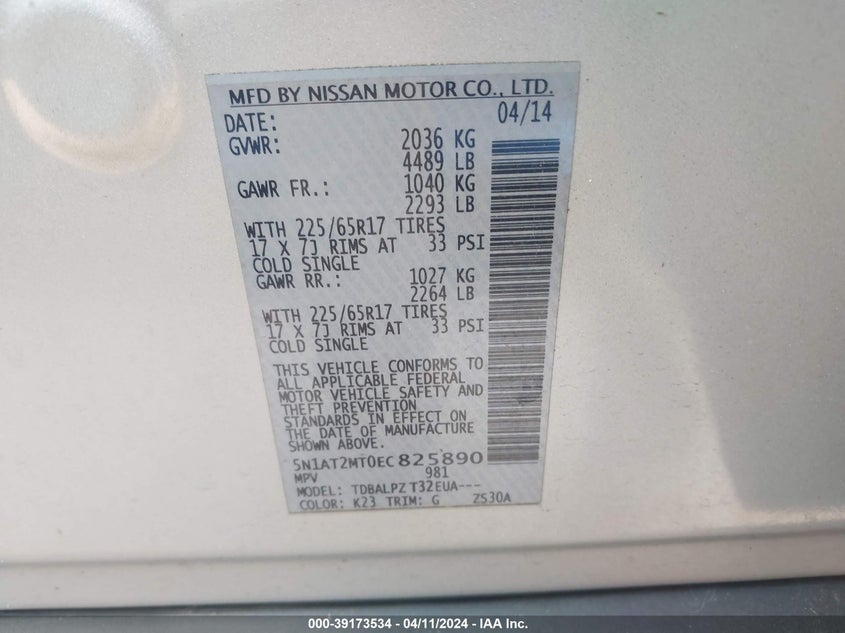 MFD BY NISSAN MOTOR CO., LTD.
DATE: 04/14
GVWR: 2036 KG
4489 LB
GAWR FR.: 1040 KG
2293 LB
WITH 225/65R17 TIRES
17 X 7J RIMS AT 33 PSI
COLD SINGLE
GAWR RR.: 1027 KG
2264 LB
WITH 225/65R17 TIRES
17 X 7J RIMS AT 33 PSI
COLD SINGLE
THIS VEHICLE CONFORMS TO
ALL APPLICABLE FEDERAL
MOTOR VEHICLE SAFETY AND
THEFT PREVENTION
STANDARDS IN EFFECT ON
THE DATE OF MANUFACTURE
SHOWN ABOVE.
5N1AT2MT0EC825890
MPV 981
MODEL: TDBALPZ T32EUA---
COLOR: K23 TRIM: G ZS30A
000-39173534 - 04/11/2024 - IAA Inc.